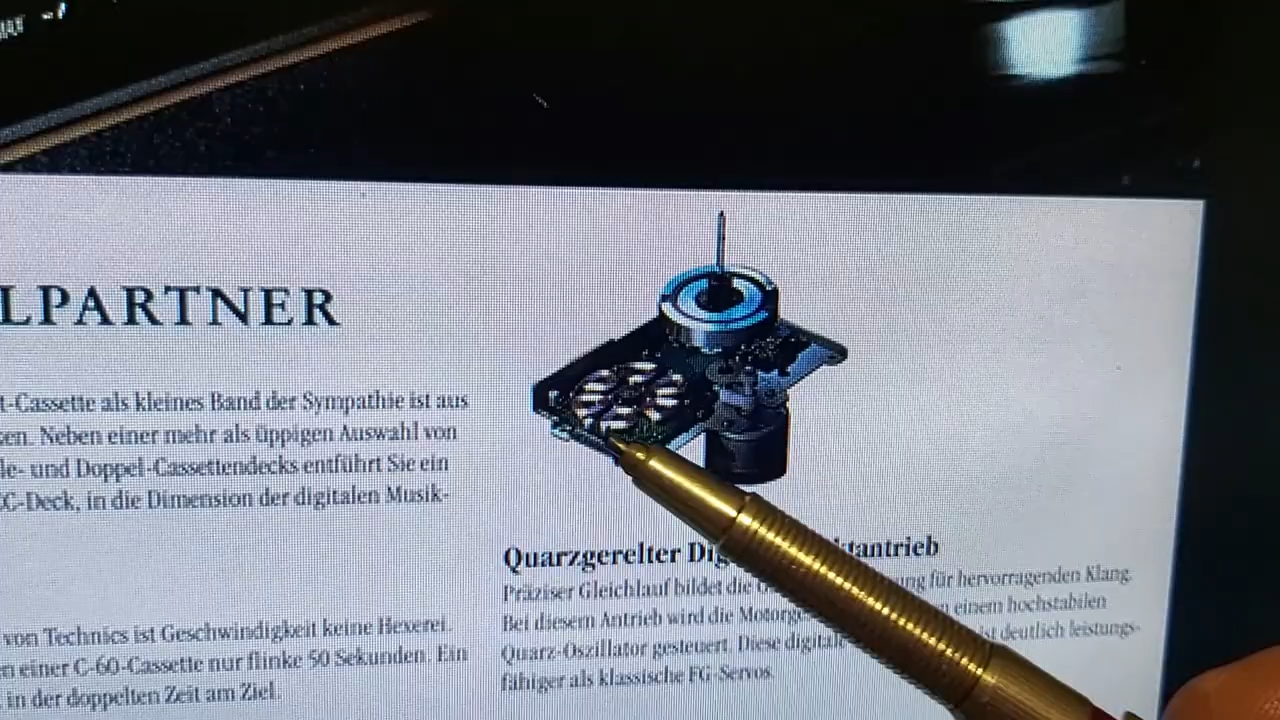 LPARTNER
t-Cassette als kleines Band der Sympathie ist aus
en. Neben einer mehr als üppigen Auswahl von
le- und Doppel-Cassettendecks entführt Sie ein
C-Deck, in die Dimension der digitalen Musik-
von Technics ist Geschwindigkeit keine Hexerei.
n einer C-60-Cassette nur flinke 50 Sekunden. Ein
in der doppelten Zeit am Ziel.
Quarzgerelter Dig ktantrieb
Präziser Gleichlauf bildet die G ung für hervorragenden Klang.
Bei diesem Antrieb wird die Motorge n einem hochstabilen
Quarz-Oszillator gesteuert. Diese digitale ist deutlich leistungs-
fähiger als klassische FG-Servos.